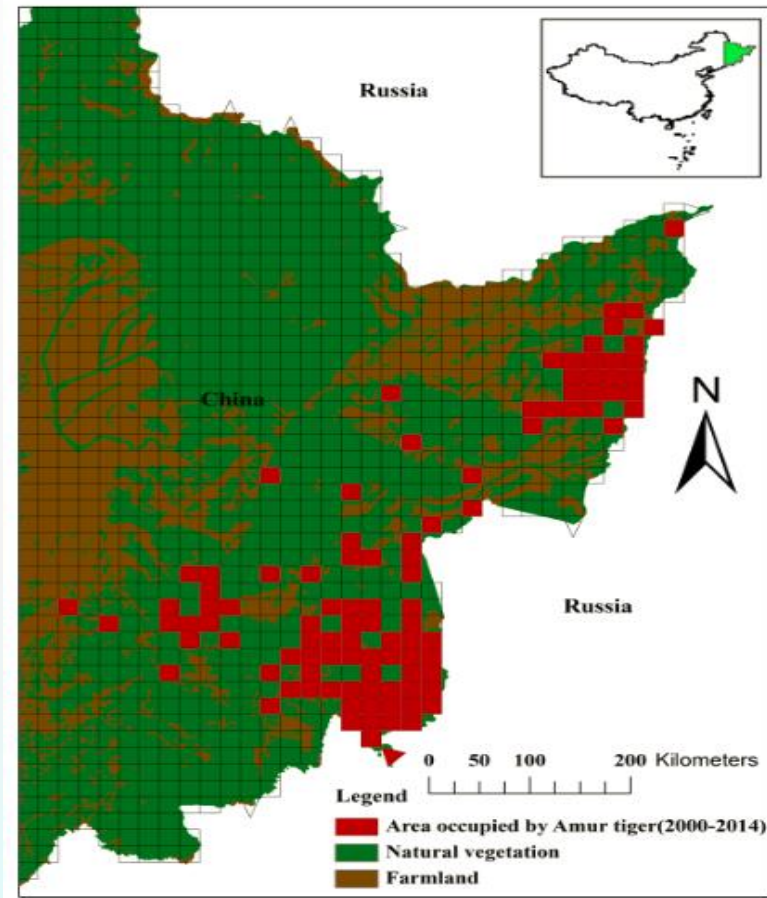 Russia
China
N
Russia
0 50 100 200 Kilometers
Legend
Area occupied by Amur tiger(2000-2014)
Natural vegetation
Farmland